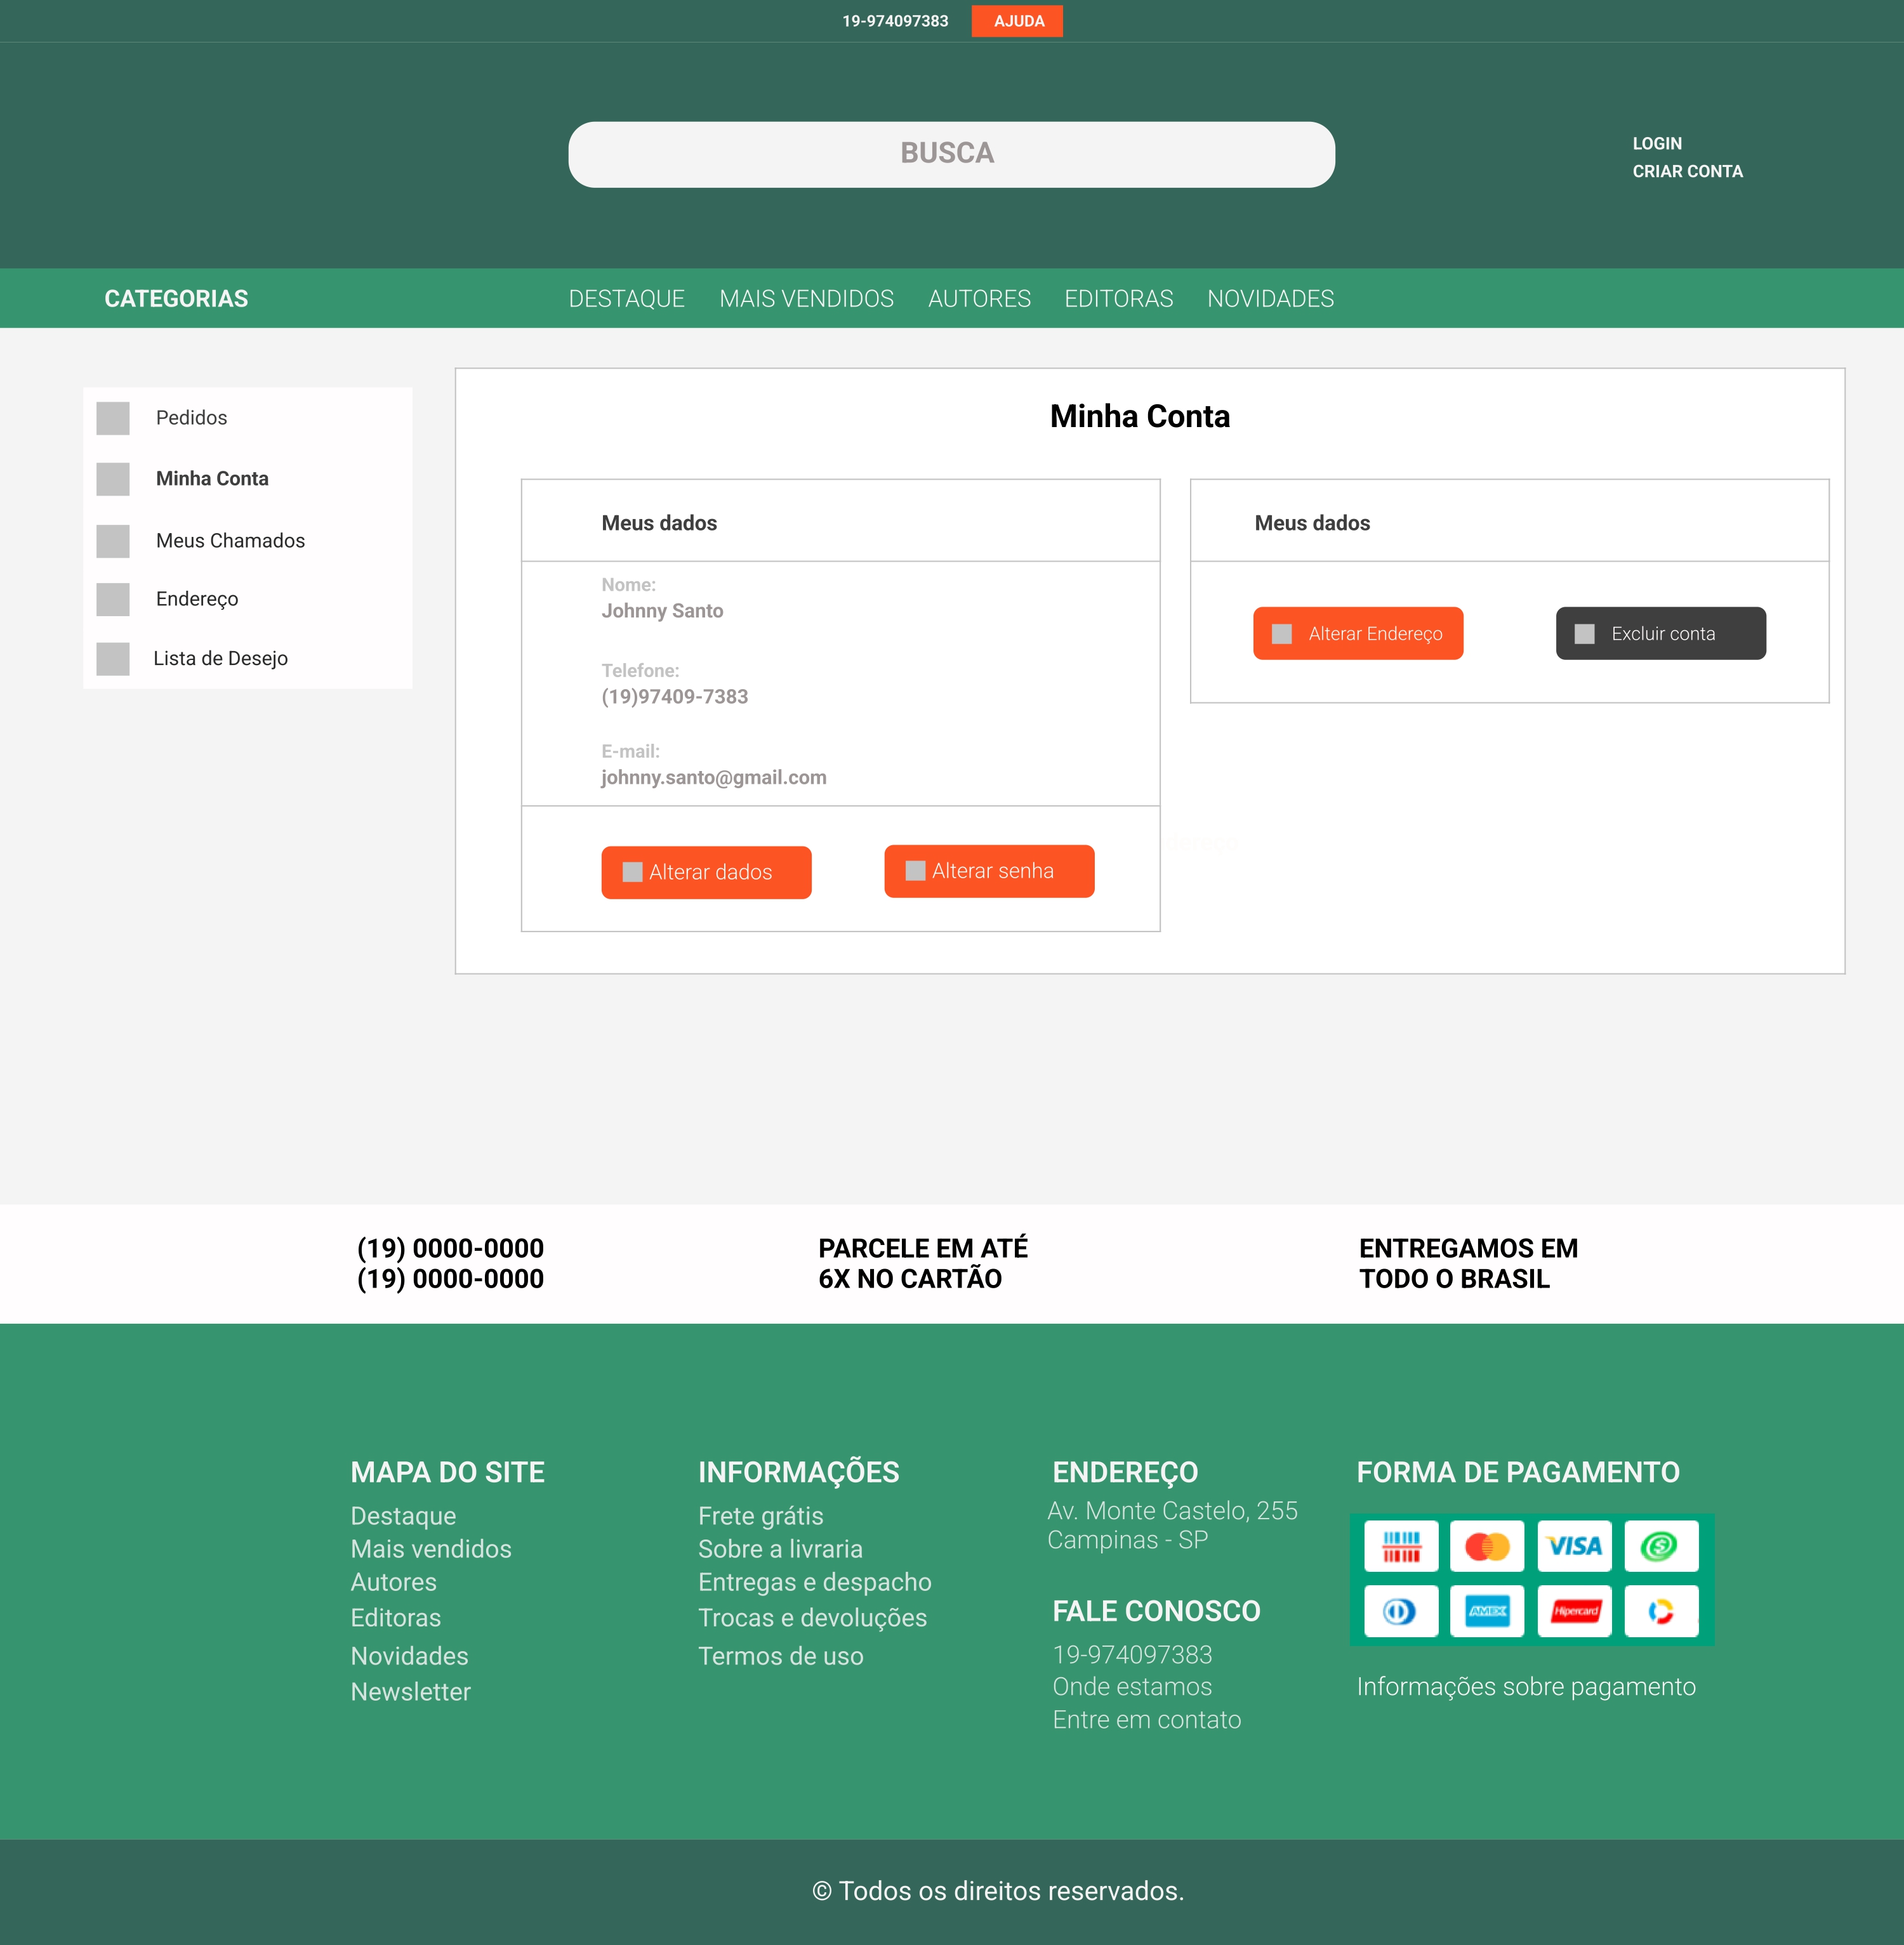 19-974097383
AJUDA
BUSCA
LOGIN
CRIAR CONTA
CATEGORIAS
DESTAQUE
MAIS VENDIDOS
AUTORES
EDITORAS
NOVIDADES
Pedidos
Minha Conta
Meus Chamados
Endereço
Lista de Desejo
Minha Conta
Meus dados
Nome:
Johnny Santo
Telefone:
(19)97409-7383
E-mail:
johnny.santo@gmail.com
Alterar dados
Alterar senha
Meus dados
Alterar Endereço
Excluir conta
(19) 0000-0000
(19) 0000-0000
PARCELE EM ATÉ
6X NO CARTÃO
ENTREGAMOS EM
TODO O BRASIL
MAPA DO SITE
Destaque
Mais vendidos
Autores
Editoras
Novidades
Newsletter
INFORMAÇÕES
Frete grátis
Sobre a livraria
Entregas e despacho
Trocas e devoluções
Termos de uso
ENDEREÇO
Av. Monte Castelo, 255
Campinas - SP
FALE CONOSCO
19-974097383
Onde estamos
Entre em contato
FORMA DE PAGAMENTO
VISA
AMEX
Hipercard
Informações sobre pagamento
© Todos os direitos reservados.